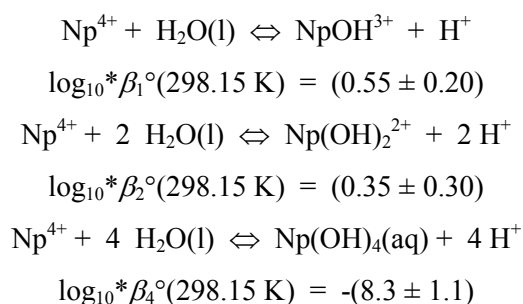 Np⁴⁺ + H₂O(l) ⇔ NpOH³⁺ + H⁺
log₁₀*β₁°(298.15 K) = (0.55 ± 0.20)
Np⁴⁺ + 2 H₂O(l) ⇔ Np(OH)₂²⁺ + 2 H⁺
log₁₀*β₂°(298.15 K) = (0.35 ± 0.30)
Np⁴⁺ + 4 H₂O(l) ⇔ Np(OH)₄(aq) + 4 H⁺
log₁₀*β₄°(298.15 K) = -(8.3 ± 1.1)